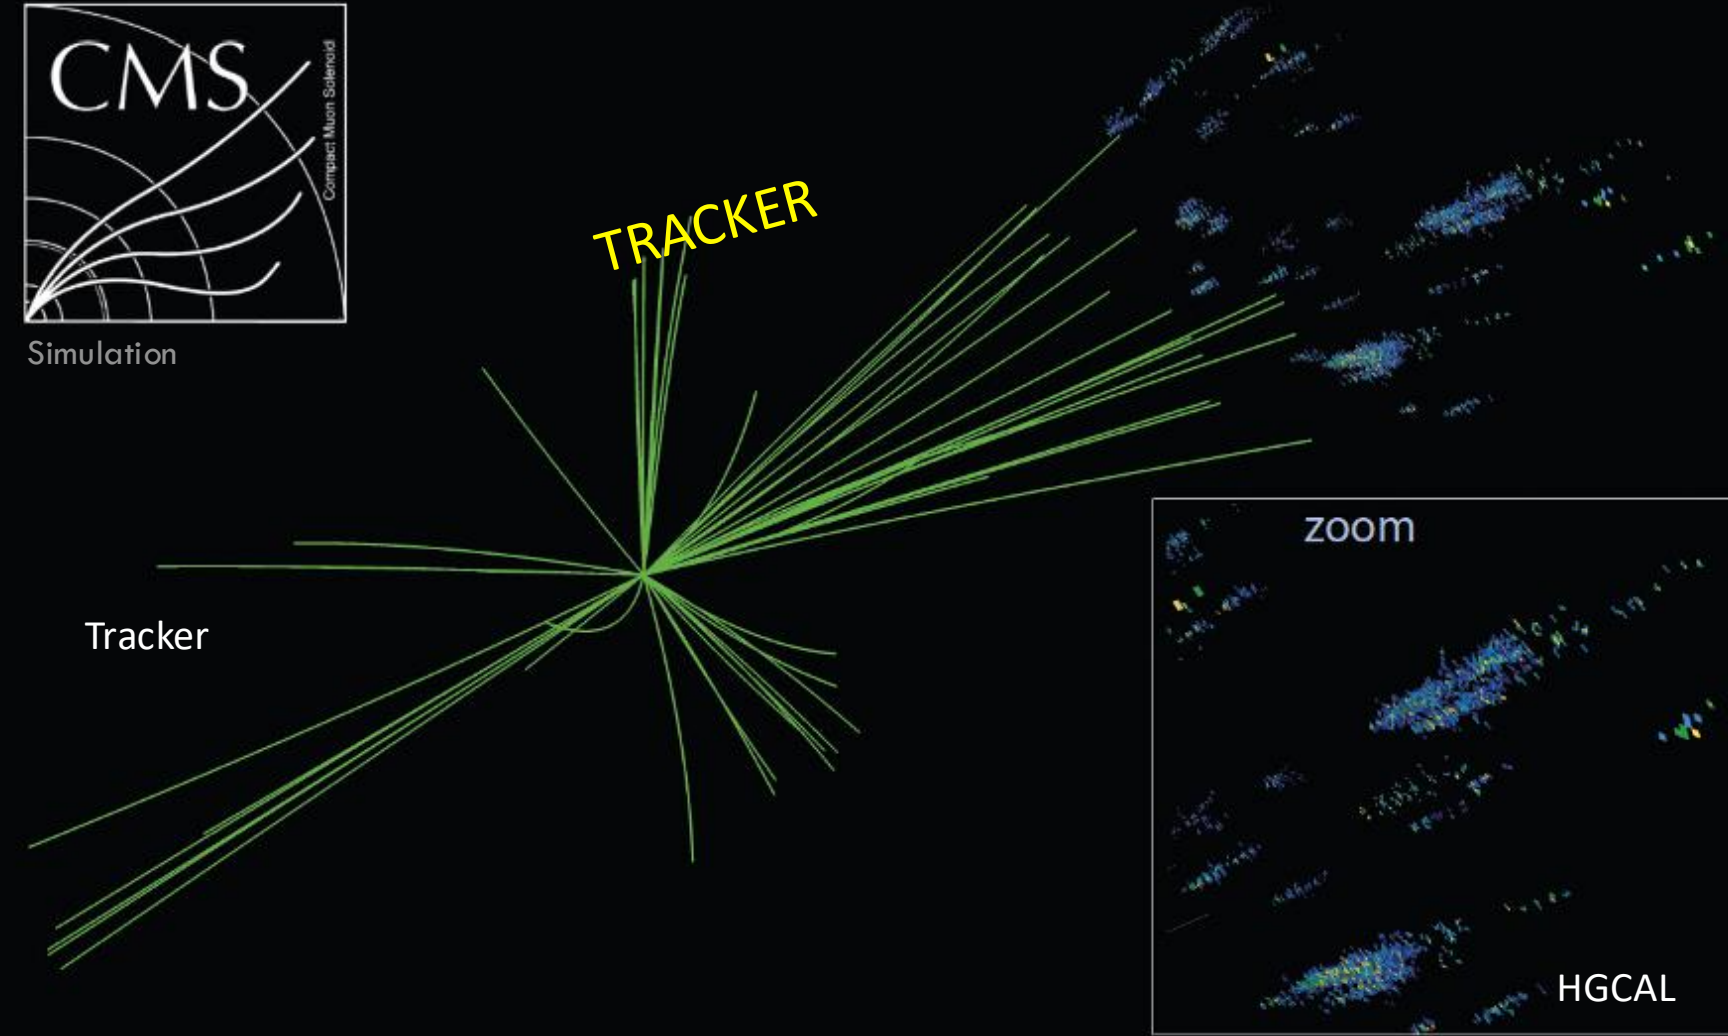 CMS
Compact Muon Solenoid
Simulation
TRACKER
Tracker
zoom
HGCAL